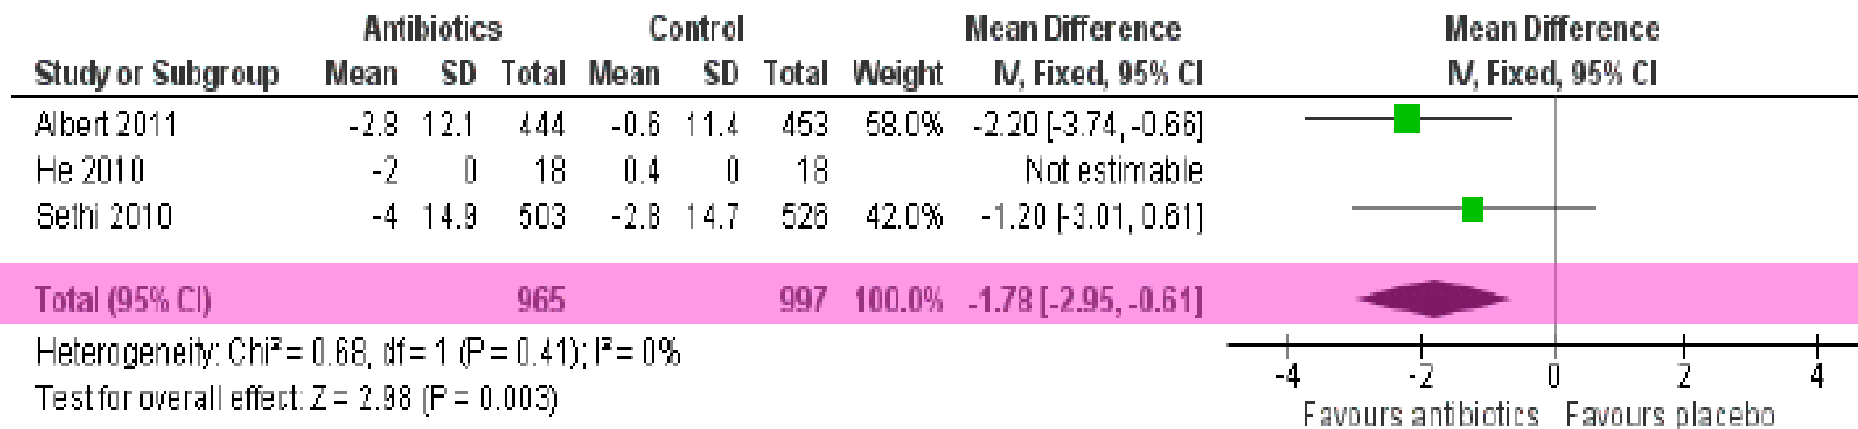 Antibiotics Control Mean Difference Mean Difference
Study or Subgroup Mean SD Total Mean SD Total Weight IV, Fixed, 95% CI IV, Fixed, 95% CI
Albert 2011 -2.8 12.1 444 -0.6 11.4 453 58.0% -2.20 [-3.74, -0.66]
He 2010 -2 0 18 0.4 0 18 Not estimable
Sethi 2010 -4 14.9 503 -2.8 14.7 526 42.0% -1.20 [-3.01, 0.61]
Total (95% CI) 965 997 100.0% -1.78 [-2.95, -0.61]
Heterogeneity: Chi² = 0.68, df = 1 (P = 0.41); I² = 0%
Test for overall effect: Z = 2.98 (P = 0.003)
-4 -2 0 2 4
Favours antibiotics Favours placebo